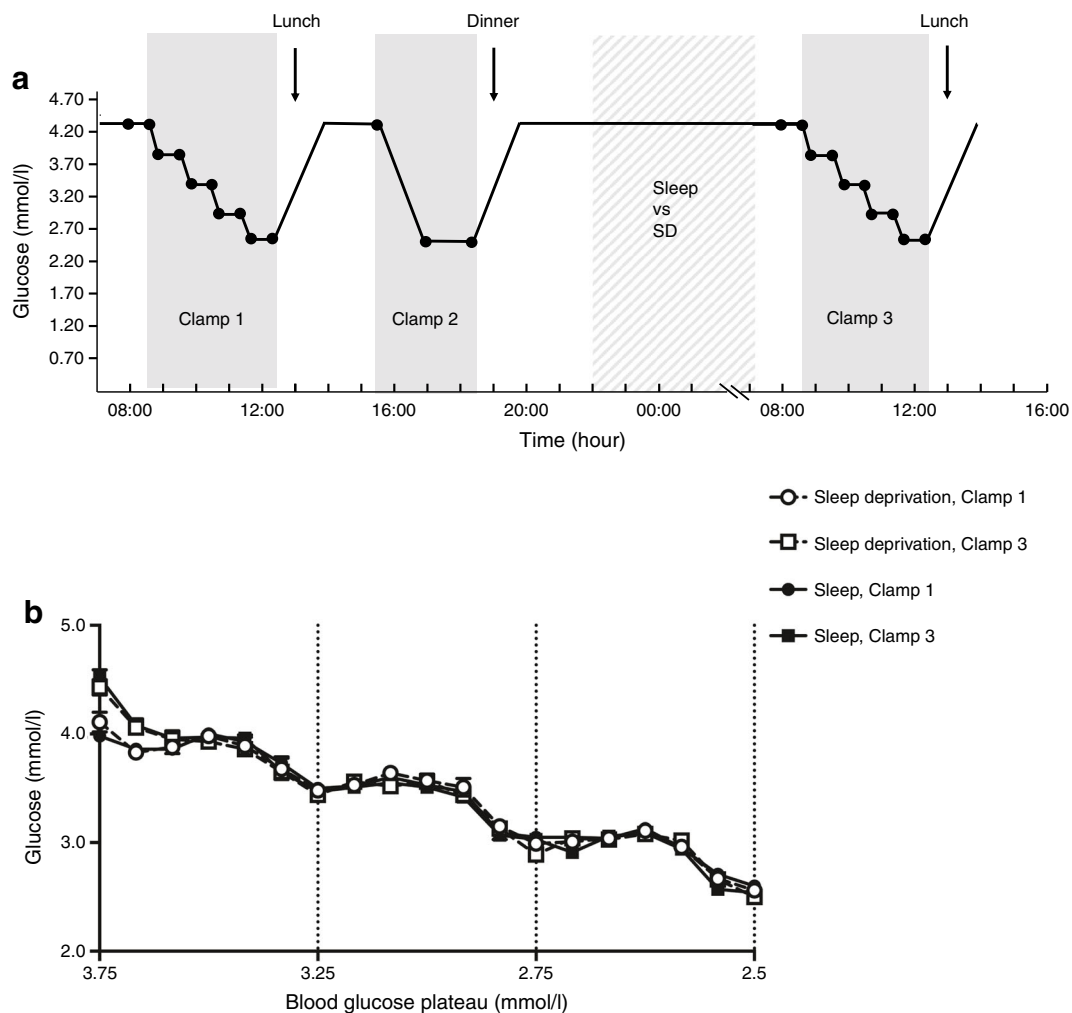 Lunch
Dinner
Lunch
a
4.70
4.20
3.70
3.20
2.70
2.20
1.70
1.20
0.70
Glucose (mmol/l)
Sleep
vs
SD
Clamp 1
Clamp 2
Clamp 3
08:00 12:00 16:00 20:00 00:00 08:00 12:00 16:00
Time (hour)
Sleep deprivation, Clamp 1
Sleep deprivation, Clamp 3
Sleep, Clamp 1
Sleep, Clamp 3
b
5.0
4.0
3.0
2.0
Glucose (mmol/l)
3.75 3.25 2.75 2.5
Blood glucose plateau (mmol/l)